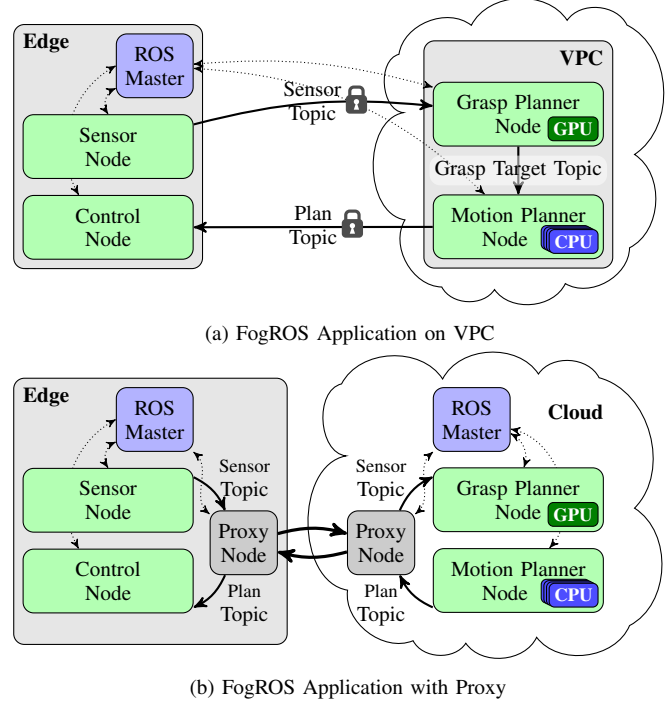 Edge
ROS
Master
Sensor
Node
Control
Node
Sensor
Topic
Plan
Topic
VPC
Grasp Planner
Node
GPU
Grasp Target Topic
Motion Planner
Node
CPU
(a) FogROS Application on VPC
Edge
ROS
Master
Sensor
Node
Control
Node
Sensor
Topic
Proxy
Node
Plan
Topic
Cloud
ROS
Master
Sensor
Topic
Proxy
Node
Plan
Topic
Grasp Planner
Node
GPU
Motion Planner
Node
CPU
(b) FogROS Application with Proxy